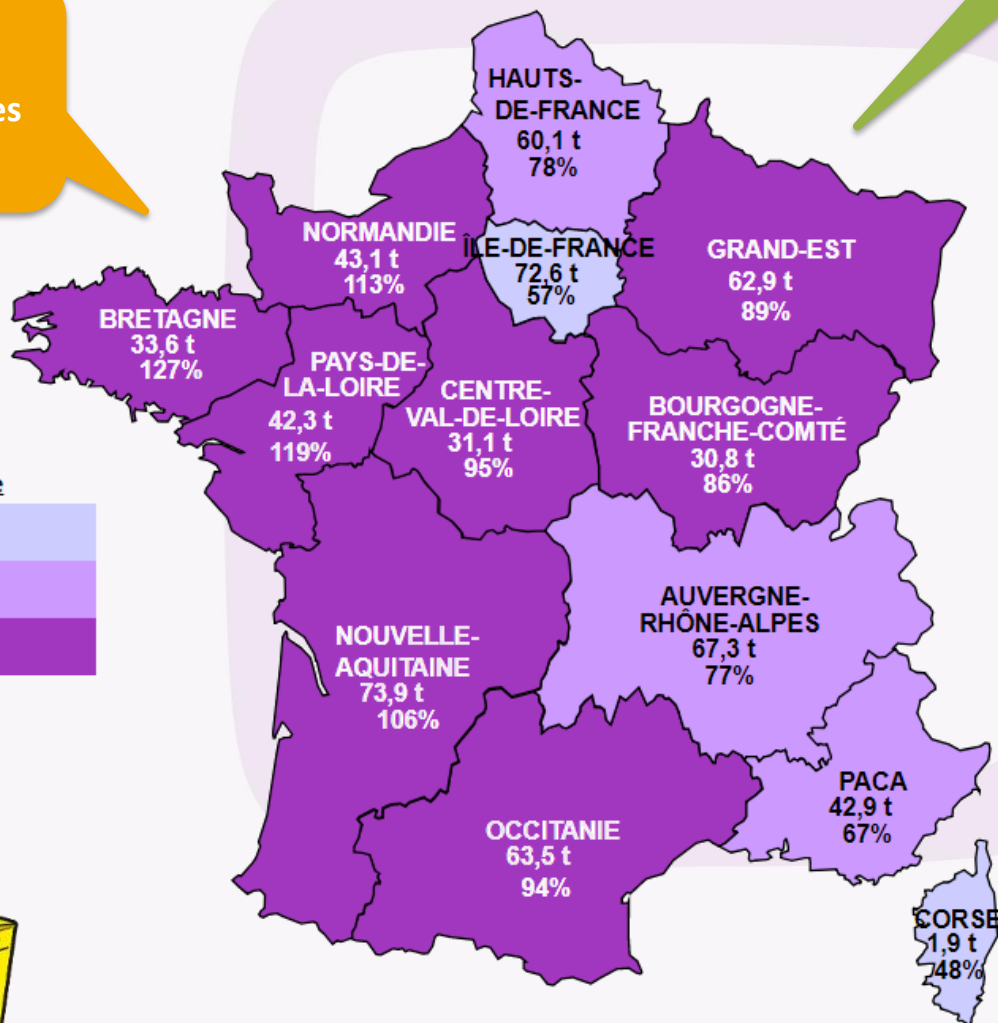 es
HAUTS-
DE-FRANCE
60,1 t
78%
NORMANDIE
43,1 t
113%
ÎLE-DE-FRANCE
72,6 t
57%
GRAND-EST
62,9 t
89%
BRETAGNE
33,6 t
127%
PAYS-DE-
LA-LOIRE
42,3 t
119%
CENTRE-
VAL-DE-LOIRE
31,1 t
95%
BOURGOGNE-
FRANCHE-COMTÉ
30,8 t
86%
e
NOUVELLE-
AQUITAINE
73,9 t
106%
AUVERGNE-
RHÔNE-ALPES
67,3 t
77%
PACA
42,9 t
67%
OCCITANIE
63,5 t
94%
CORSE
1,9 t
48%